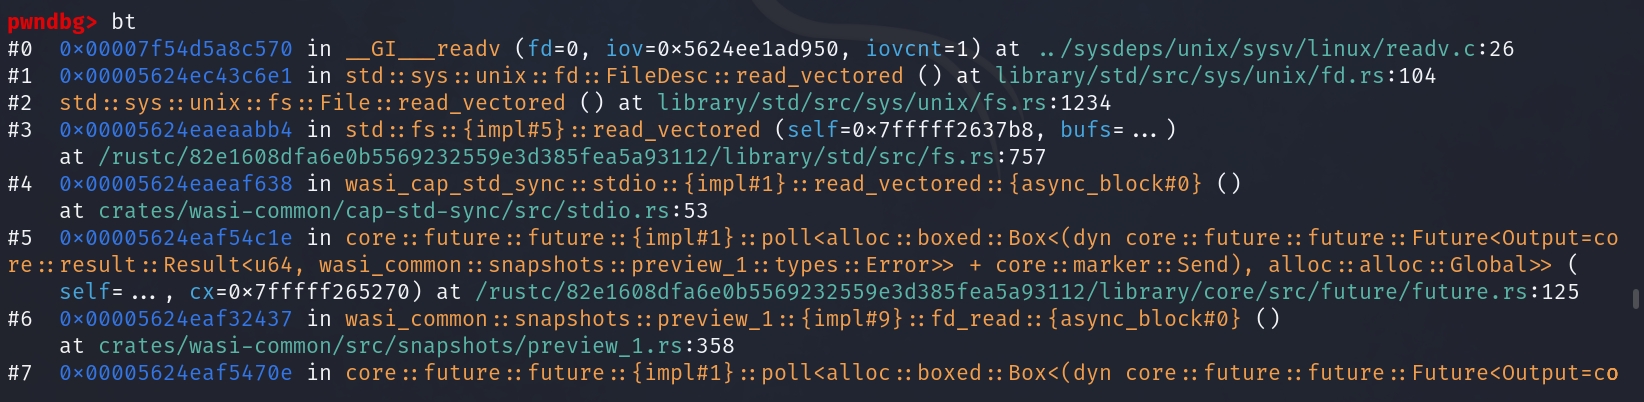 pwndbg> bt
#0  0x00007f54d5a8c570 in __GI___readv (fd=0, iov=0x5624ee1ad950, iovcnt=1) at ../sysdeps/unix/sysv/linux/readv.c:26
#1  0x00005624ec43c6e1 in std::sys::unix::fd::FileDesc::read_vectored () at library/std/src/sys/unix/fd.rs:104
#2  std::sys::unix::fs::File::read_vectored () at library/std/src/sys/unix/fs.rs:1234
#3  0x00005624eaeaabb4 in std::fs::{impl#5}::read_vectored (self=0x7fffff2637b8, bufs=...)
    at /rustc/82e1608dfa6e0b5569232559e3d385fea5a93112/library/std/src/fs.rs:757
#4  0x00005624eaeaf638 in wasi_cap_std_sync::stdio::{impl#1}::read_vectored::{async_block#0} ()
    at crates/wasi-common/cap-std-sync/src/stdio.rs:53
#5  0x00005624eaf54c1e in core::future::future::{impl#1}::poll<alloc::boxed::Box<(dyn core::future::future::Future<Output=co
re::result::Result<u64, wasi_common::snapshots::preview_1::types::Error>> + core::marker::Send), alloc::alloc::Global>> (
    self=..., cx=0x7fffff265270) at /rustc/82e1608dfa6e0b5569232559e3d385fea5a93112/library/core/src/future/future.rs:125
#6  0x00005624eaf32437 in wasi_common::snapshots::preview_1::{impl#9}::fd_read::{async_block#0} ()
    at crates/wasi-common/src/snapshots/preview_1.rs:358
#7  0x00005624eaf5470e in core::future::future::{impl#1}::poll<alloc::boxed::Box<(dyn core::future::future::Future<Output=co